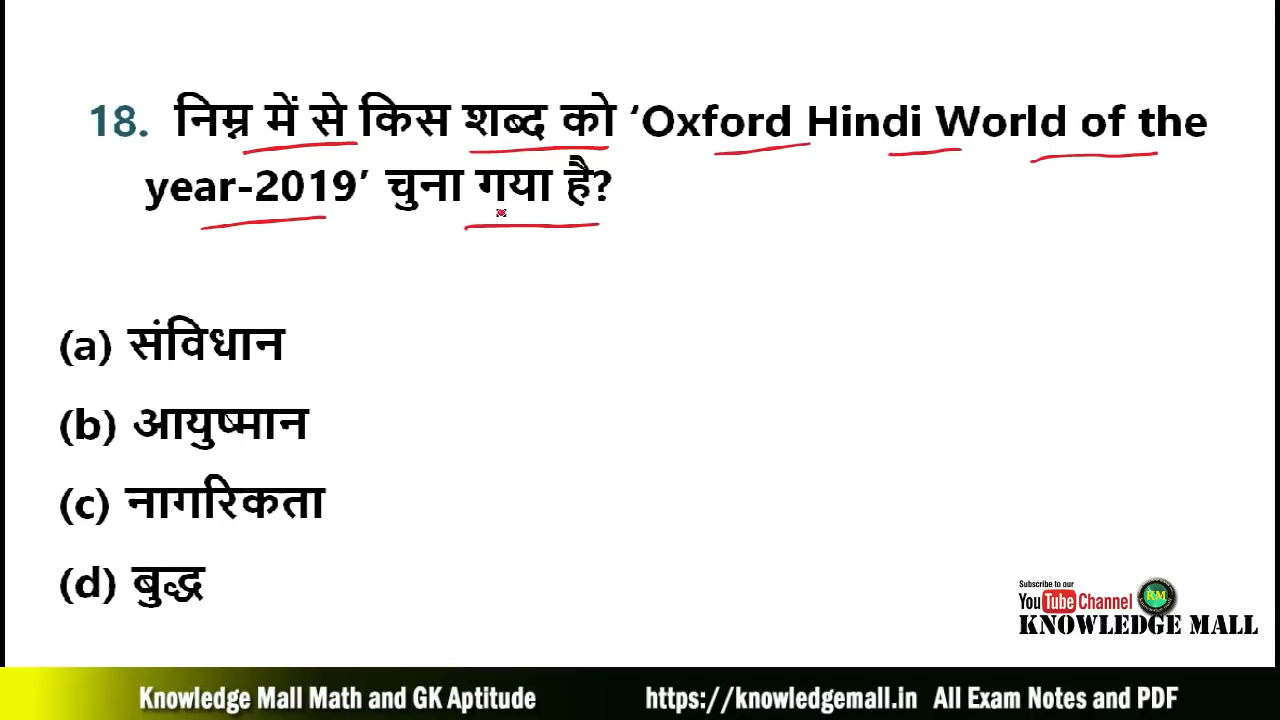 18. निम्न में से किस शब्द को ‘Oxford Hindi World of the
year-2019’ चुना गया है?
(a) संविधान
(b) आयुष्मान
(c) नागरिकता
(d) बुद्ध
Subscribe to our
YouTube Channel
KM
KNOWLEDGE MALL
Knowledge Mall Math and GK Aptitude https://knowledgemall.in All Exam Notes and PDF